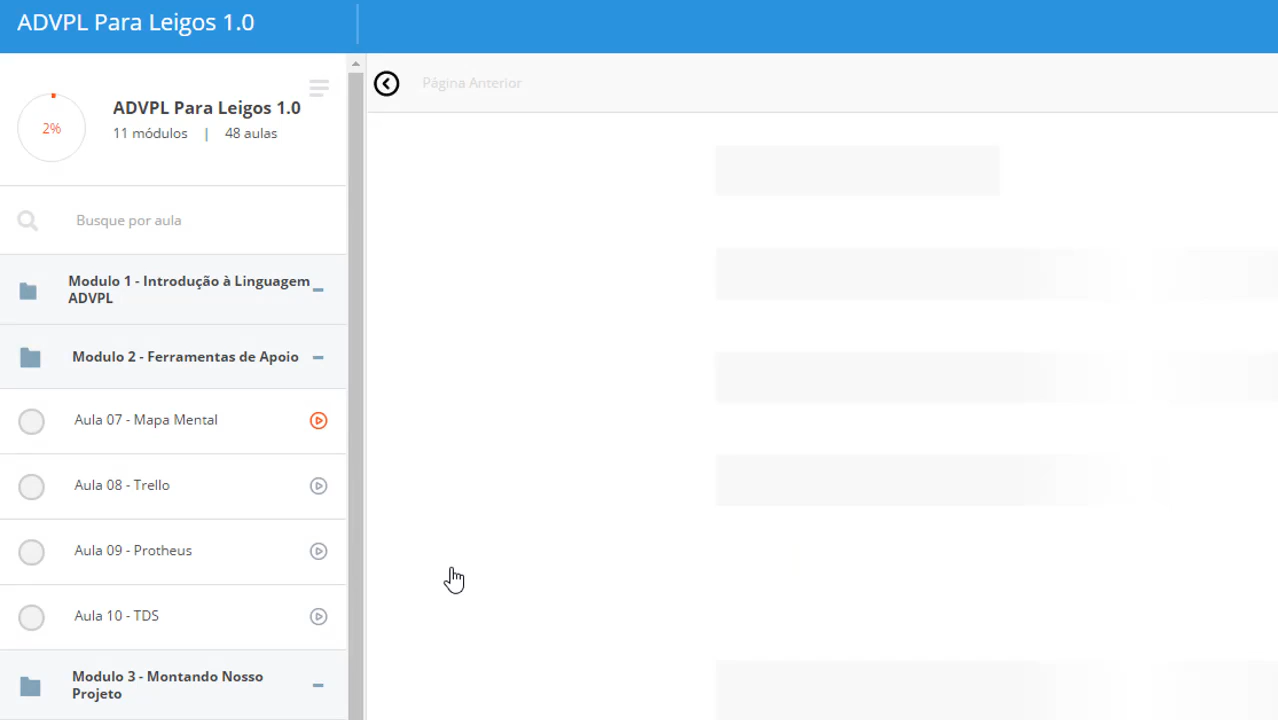 ADVPL Para Leigos 1.0
Página Anterior
2%
ADVPL Para Leigos 1.0
11 módulos | 48 aulas
Busque por aula
Modulo 1 - Introdução à Linguagem
ADVPL
Modulo 2 - Ferramentas de Apoio
Aula 07 - Mapa Mental
Aula 08 - Trello
Aula 09 - Protheus
Aula 10 - TDS
Modulo 3 - Montando Nosso
Projeto